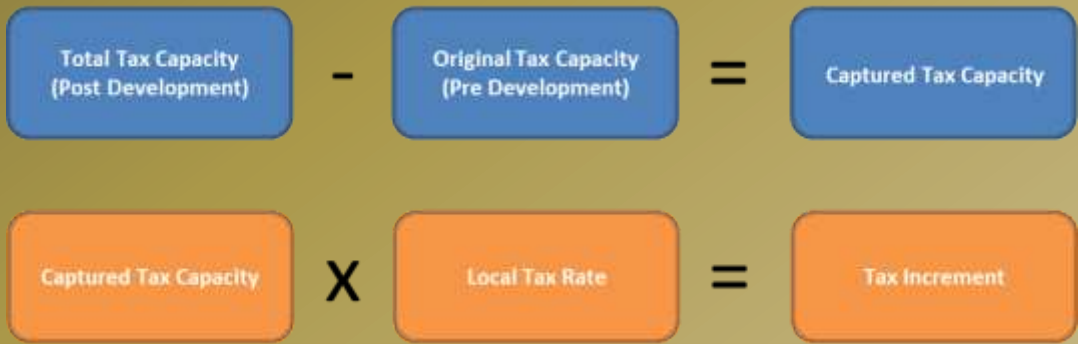 Total Tax Capacity
(Post Development)
-
Original Tax Capacity
(Pre Development)
=
Captured Tax Capacity
Captured Tax Capacity
X
Local Tax Rate
=
Tax Increment